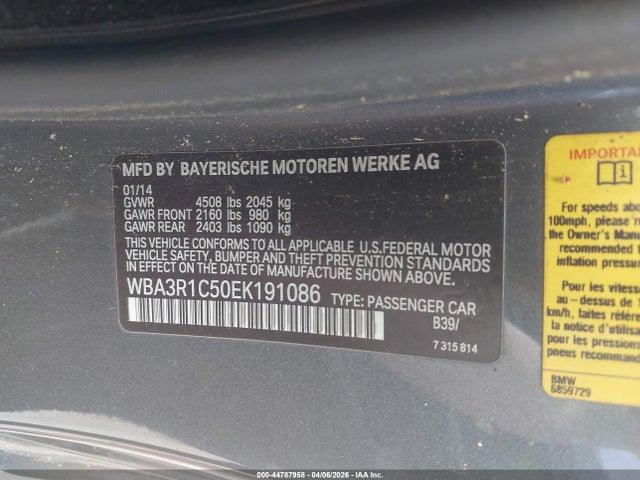 MFD BY BAYERISCHE MOTOREN WERKE AG
01/14
GVWR 4508 lbs 2045 kg
GAWR FRONT 2160 lbs 980 kg
GAWR REAR 2403 lbs 1090 kg
THIS VEHICLE CONFORMS TO ALL APPLICABLE U.S.FEDERAL MOTOR
VEHICLE SAFETY, BUMPER AND THEFT PREVENTION STANDARDS
IN EFFECT ON THE DATE OF MANUFACTURE SHOWN ABOVE.
WBA3R1C50EK191086 TYPE: PASSENGER CAR
B39/
7 315 814
IMPORTAN
i
For speeds above
100mph, please re
the Owner's Manu
recommended t
inflation pressur
Pour les vitesse
au - dessus de 1
km/h, faites réfé
la notice d'utilisat
pour les pression
pneus recommand
BMW
6859729
000-44787958 - 04/06/2026 - IAA Inc.